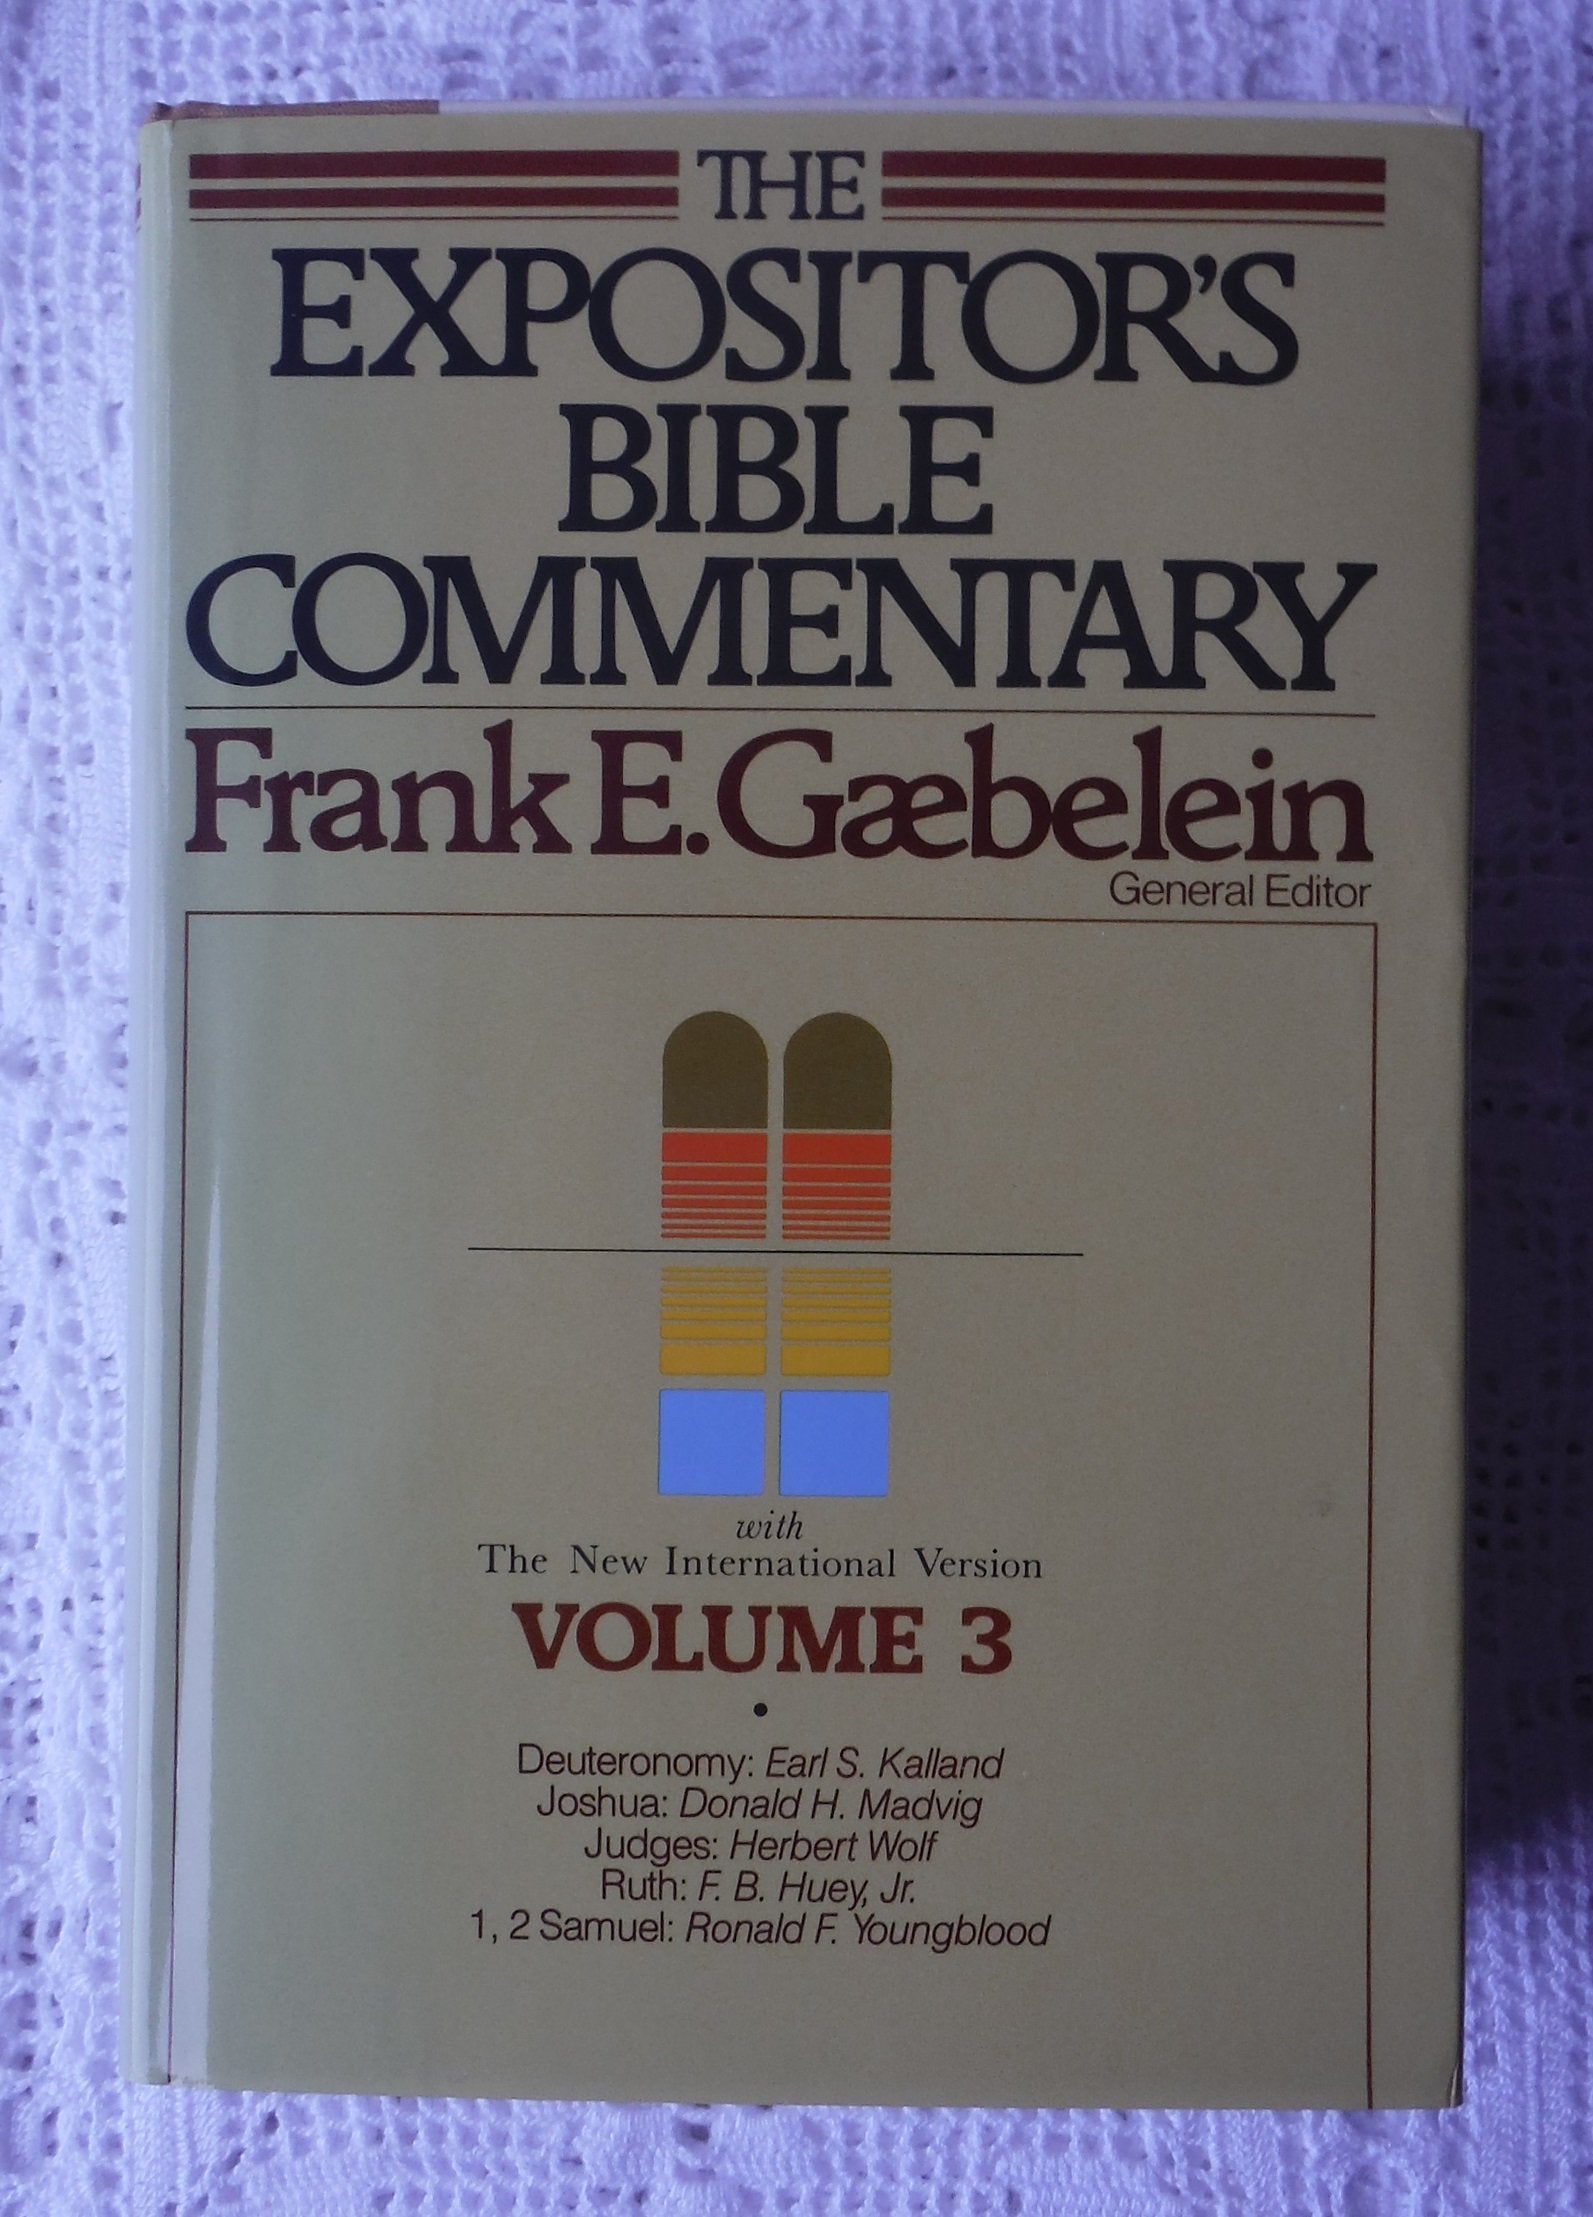 THE
EXPOSITOR'S
BIBLE
COMMENTARY
Frank E. Gæbelein
General Editor
with
The New International Version
VOLUME 3
•
Deuteronomy: Earl S. Kalland
Joshua: Donald H. Madvig
Judges: Herbert Wolf
Ruth: F. B. Huey, Jr.
1, 2 Samuel: Ronald F. Youngblood